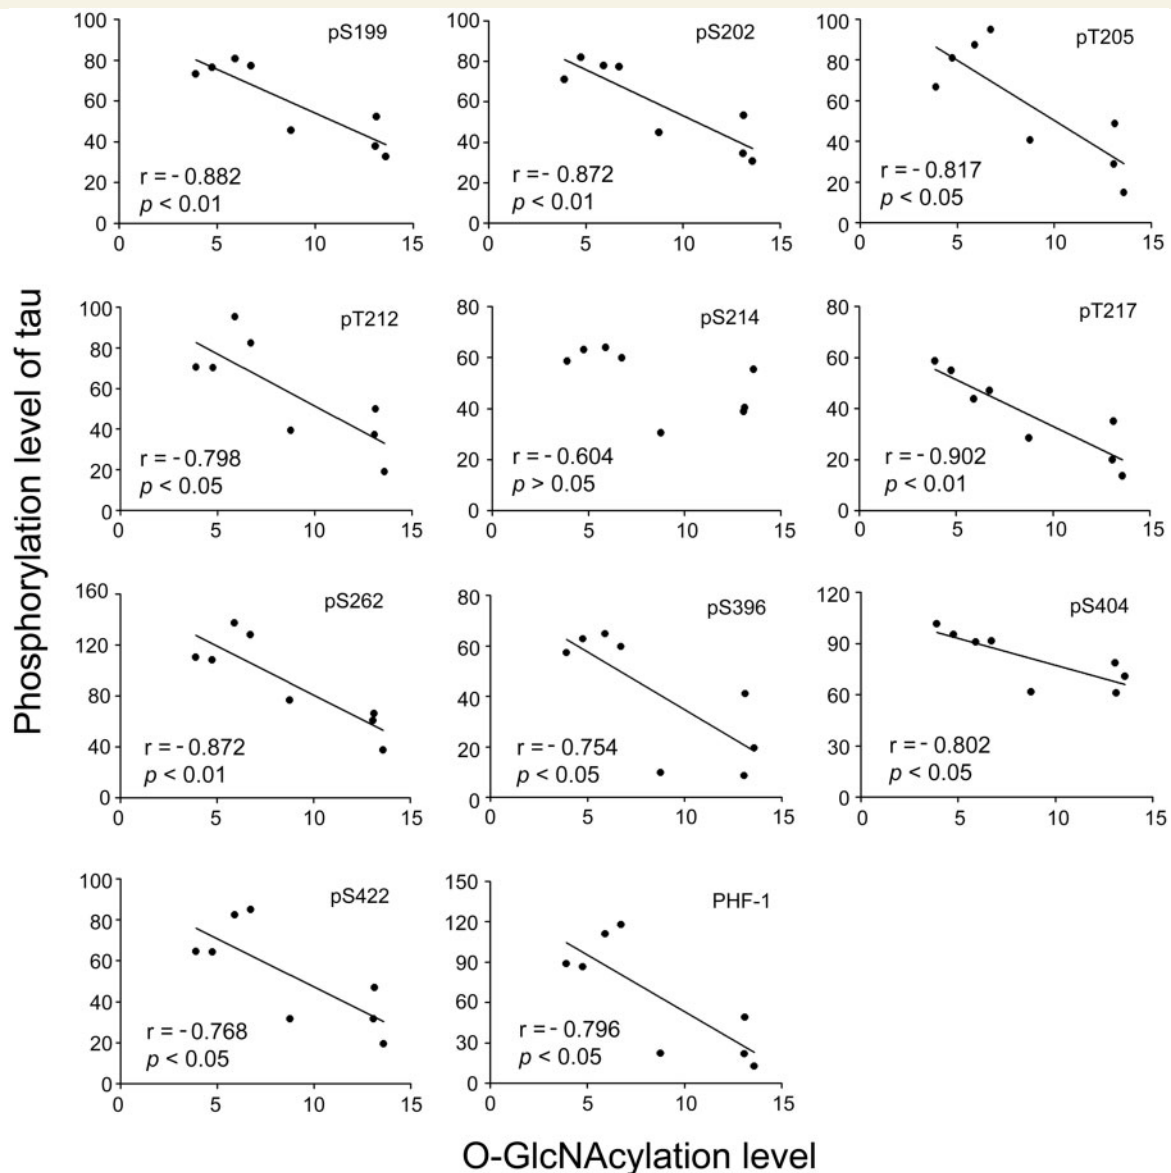 Phosphorylation level of tau
100
80
60
40
20
0
0 5 10 15
pS199
r = - 0.882
p < 0.01
100
80
60
40
20
0
0 5 10 15
pS202
r = - 0.872
p < 0.01
100
80
60
40
20
0
0 5 10 15
pT205
r = - 0.817
p < 0.05
100
80
60
40
20
0
0 5 10 15
pT212
r = - 0.798
p < 0.05
80
60
40
20
0
0 5 10 15
pS214
r = - 0.604
p > 0.05
80
60
40
20
0
0 5 10 15
pT217
r = - 0.902
p < 0.01
160
120
80
40
0
0 5 10 15
pS262
r = - 0.872
p < 0.01
80
60
40
20
0
0 5 10 15
pS396
r = - 0.754
p < 0.05
120
90
60
30
0
0 5 10 15
pS404
r = - 0.802
p < 0.05
100
80
60
40
20
0
0 5 10 15
pS422
r = - 0.768
p < 0.05
150
120
90
60
30
0
0 5 10 15
PHF-1
r = - 0.796
p < 0.05
O-GlcNAcylation level